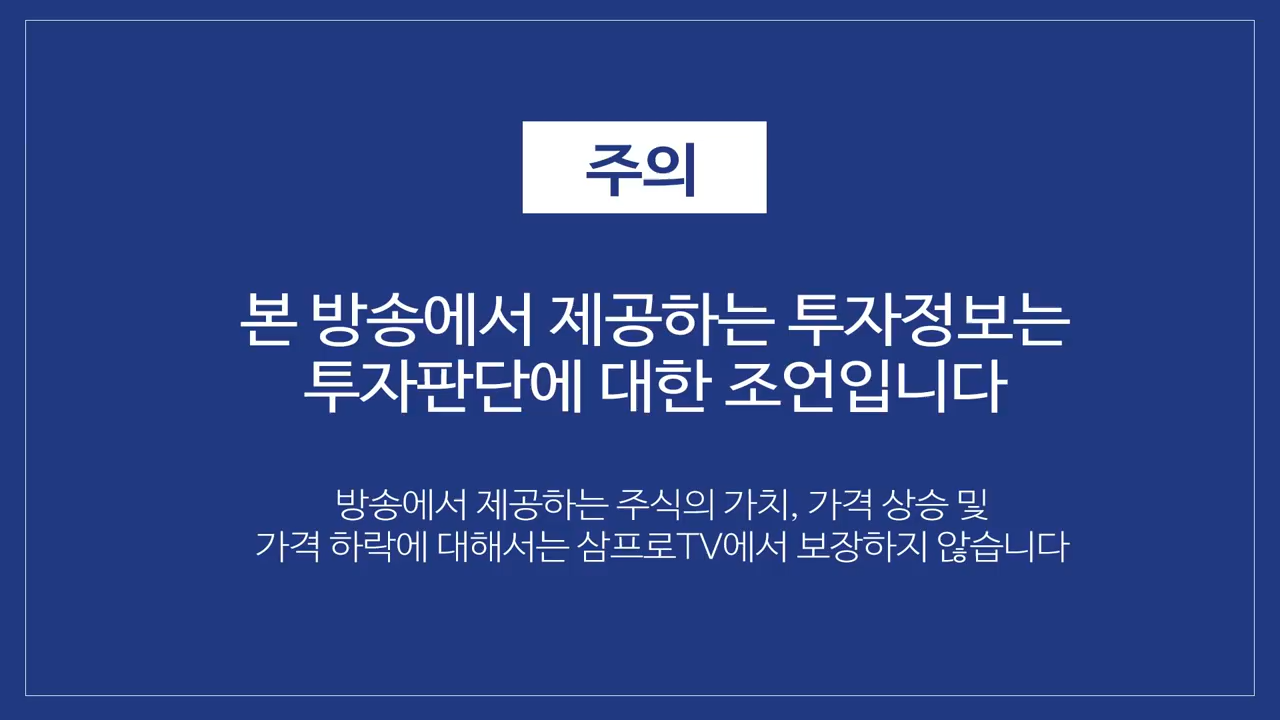 주의
본 방송에서 제공하는 투자정보는
투자판단에 대한 조언입니다
방송에서 제공하는 주식의 가치, 가격 상승 및
가격 하락에 대해서는 삼프로TV에서 보장하지 않습니다